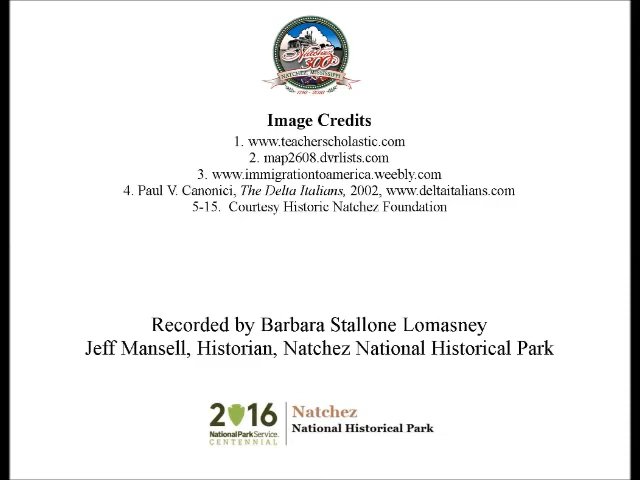 Natchez
300
NATCHEZ, MISSISSIPPI
Image Credits
1. www.teacherscholastic.com
2. map2608.dvrlists.com
3. www.immigrationtoamerica.weebly.com
4. Paul V. Canonici, The Delta Italians, 2002, www.deltaitalians.com
5-15.  Courtesy Historic Natchez Foundation
Recorded by Barbara Stallone Lomasney
Jeff Mansell, Historian, Natchez National Historical Park
2016
National Park Service
CENTENNIAL
Natchez
National Historical Park